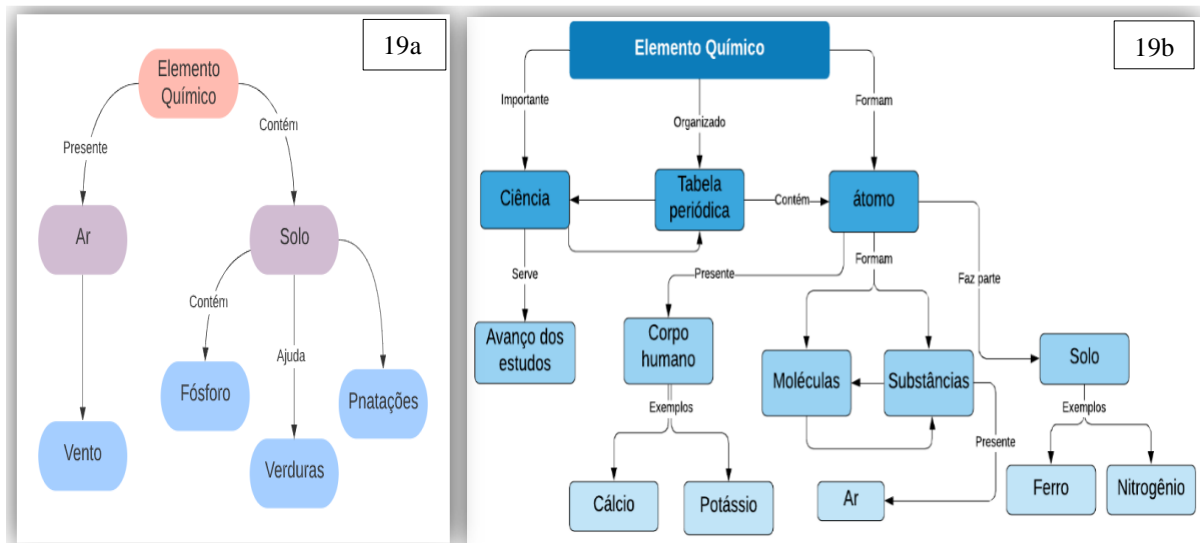 19a
Elemento
Químico
Presente
Contém
Ar
Solo
Contém
Ajuda
Fósforo
Pnatações
Vento
Verduras
19b
Elemento Químico
Importante
Organizado
Formam
Ciência
Tabela
periódica
Contém
átomo
Serve
Presente
Formam
Faz parte
Avanço dos
estudos
Corpo
humano
Moléculas
Substâncias
Solo
Exemplos
Presente
Exemplos
Cálcio
Potássio
Ar
Ferro
Nitrogênio